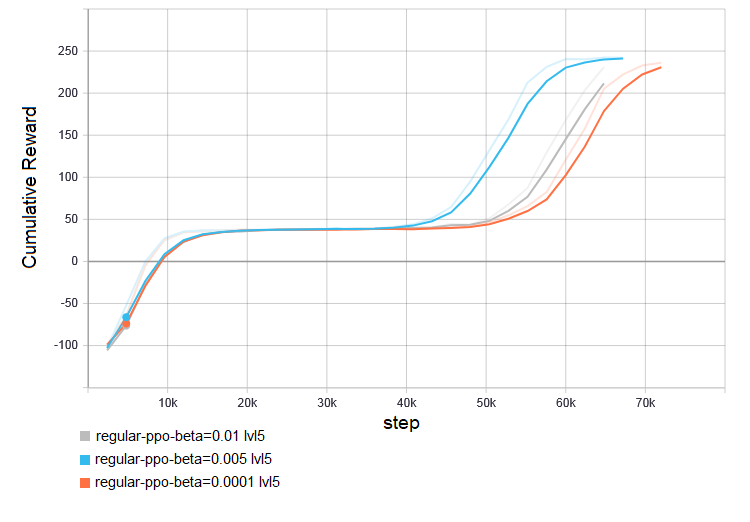 Cumulative Reward
250
200
150
100
50
0
-50
-100
10k 20k 30k 40k 50k 60k 70k
step
regular-ppo-beta=0.01 lvl5
regular-ppo-beta=0.005 lvl5
regular-ppo-beta=0.0001 lvl5